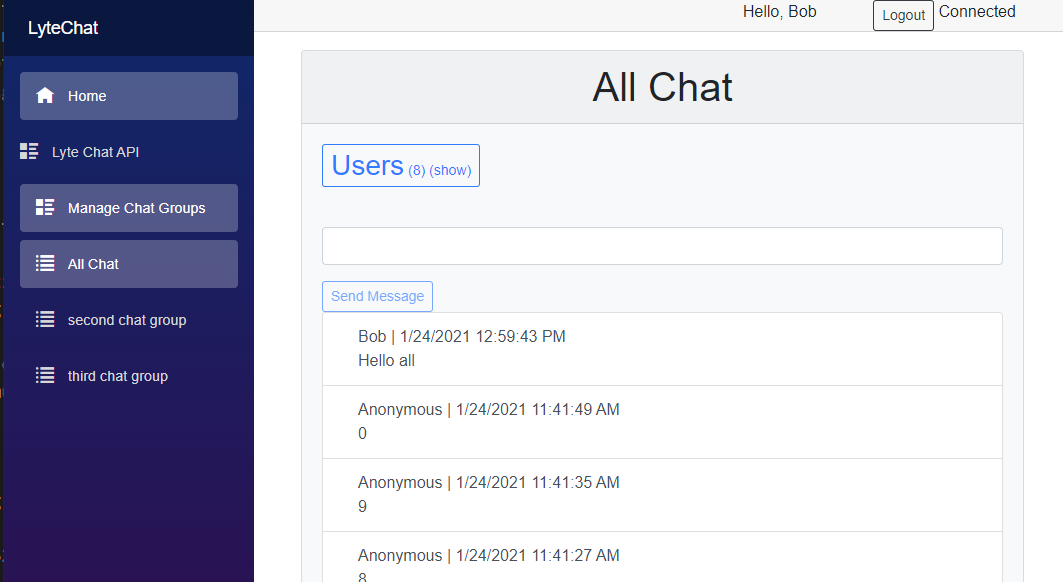 LyteChat
Hello, Bob
Logout
Connected
Home
Lyte Chat API
Manage Chat Groups
All Chat
second chat group
third chat group
All Chat
Users (8) (show)
Send Message
Bob | 1/24/2021 12:59:43 PM
Hello all
Anonymous | 1/24/2021 11:41:49 AM
0
Anonymous | 1/24/2021 11:41:35 AM
9
Anonymous | 1/24/2021 11:41:27 AM
8